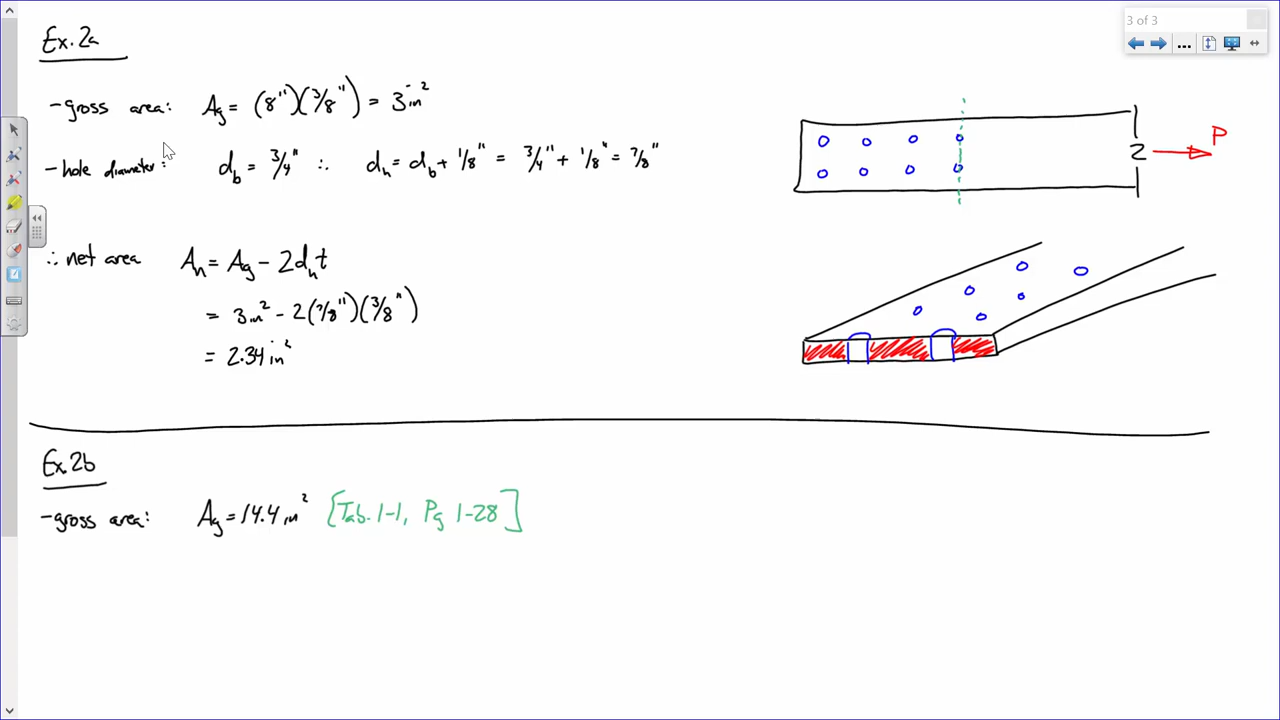 3 of 3
Ex. 2a
-gross area: Ag = (8")(3/8") = 3in²
-hole diameter: db = 3/4" ∴ dh = db + 1/8" = 3/4" + 1/8" = 7/8"
P
∴ net area An = Ag - 2dht
= 3in² - 2(7/8")(3/8")
= 2.34in²
Ex. 2b
-gross area: Ag = 14.4in² [Tab. 1-1, Pg 1-28]